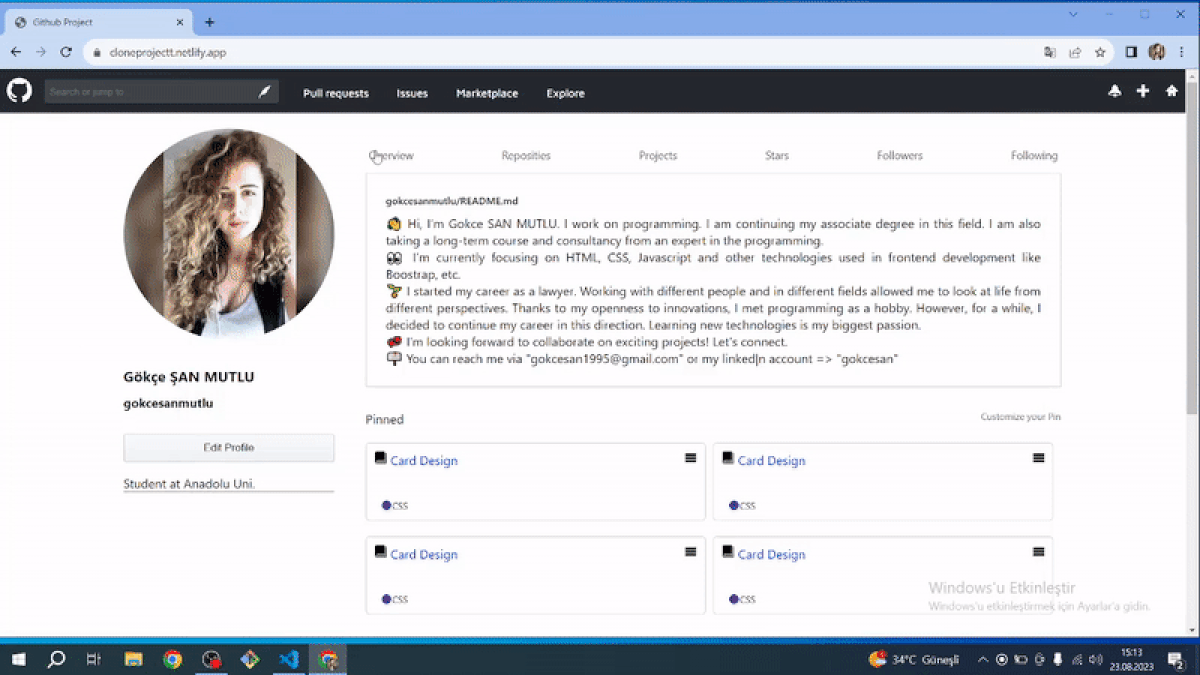 Github Project
cloneprojectt.netlify.app
Search or jump to
Pull requests
Issues
Marketplace
Explore
Overview
Reposities
Projects
Stars
Followers
Following
gokcesanmutlu/README.md
Hi, I'm Gokce SAN MUTLU. I work on programming. I am continuing my associate degree in this field. I am also
taking a long-term course and consultancy from an expert in the programming.
I'm currently focusing on HTML, CSS, Javascript and other technologies used in frontend development like
Boostrap, etc.
I started my career as a lawyer. Working with different people and in different fields allowed me to look at life from
different perspectives. Thanks to my openness to innovations, I met programming as a hobby. However, for a while, I
decided to continue my career in this direction. Learning new technologies is my biggest passion.
I'm looking forward to collaborate on exciting projects! Let's connect.
You can reach me via "gokcesan1995@gmail.com" or my linked|n account => "gokcesan"
Gökçe ŞAN MUTLU
gokcesanmutlu
Edit Profile
Student at Anadolu Uni.
Pinned
Customize your Pin
Card Design
CSS
Card Design
CSS
Card Design
CSS
Card Design
CSS
Windows'u Etkinleştir
Windows'u etkinleştirmek için Ayarlar'a gidin.
34°C Güneşli
15:13
23.08.2023
2